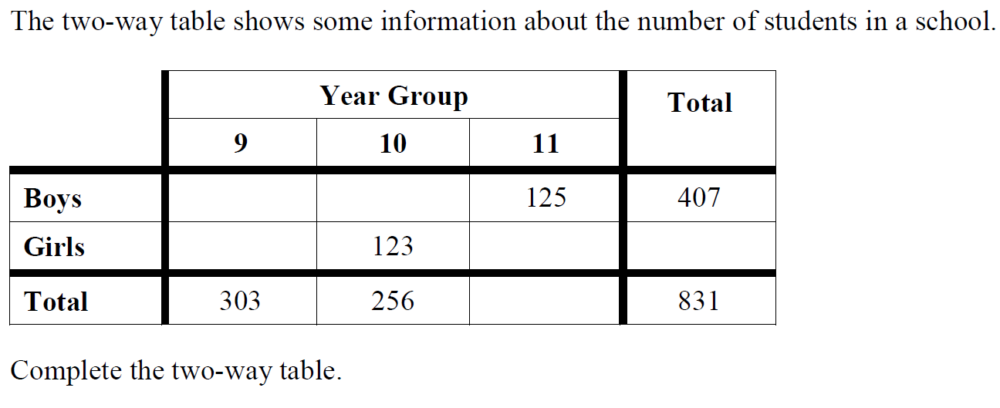 The two-way table shows some information about the number of students in a school.
Year Group Total
9 10 11
Boys 125 407
Girls 123
Total 303 256 831
Complete the two-way table.